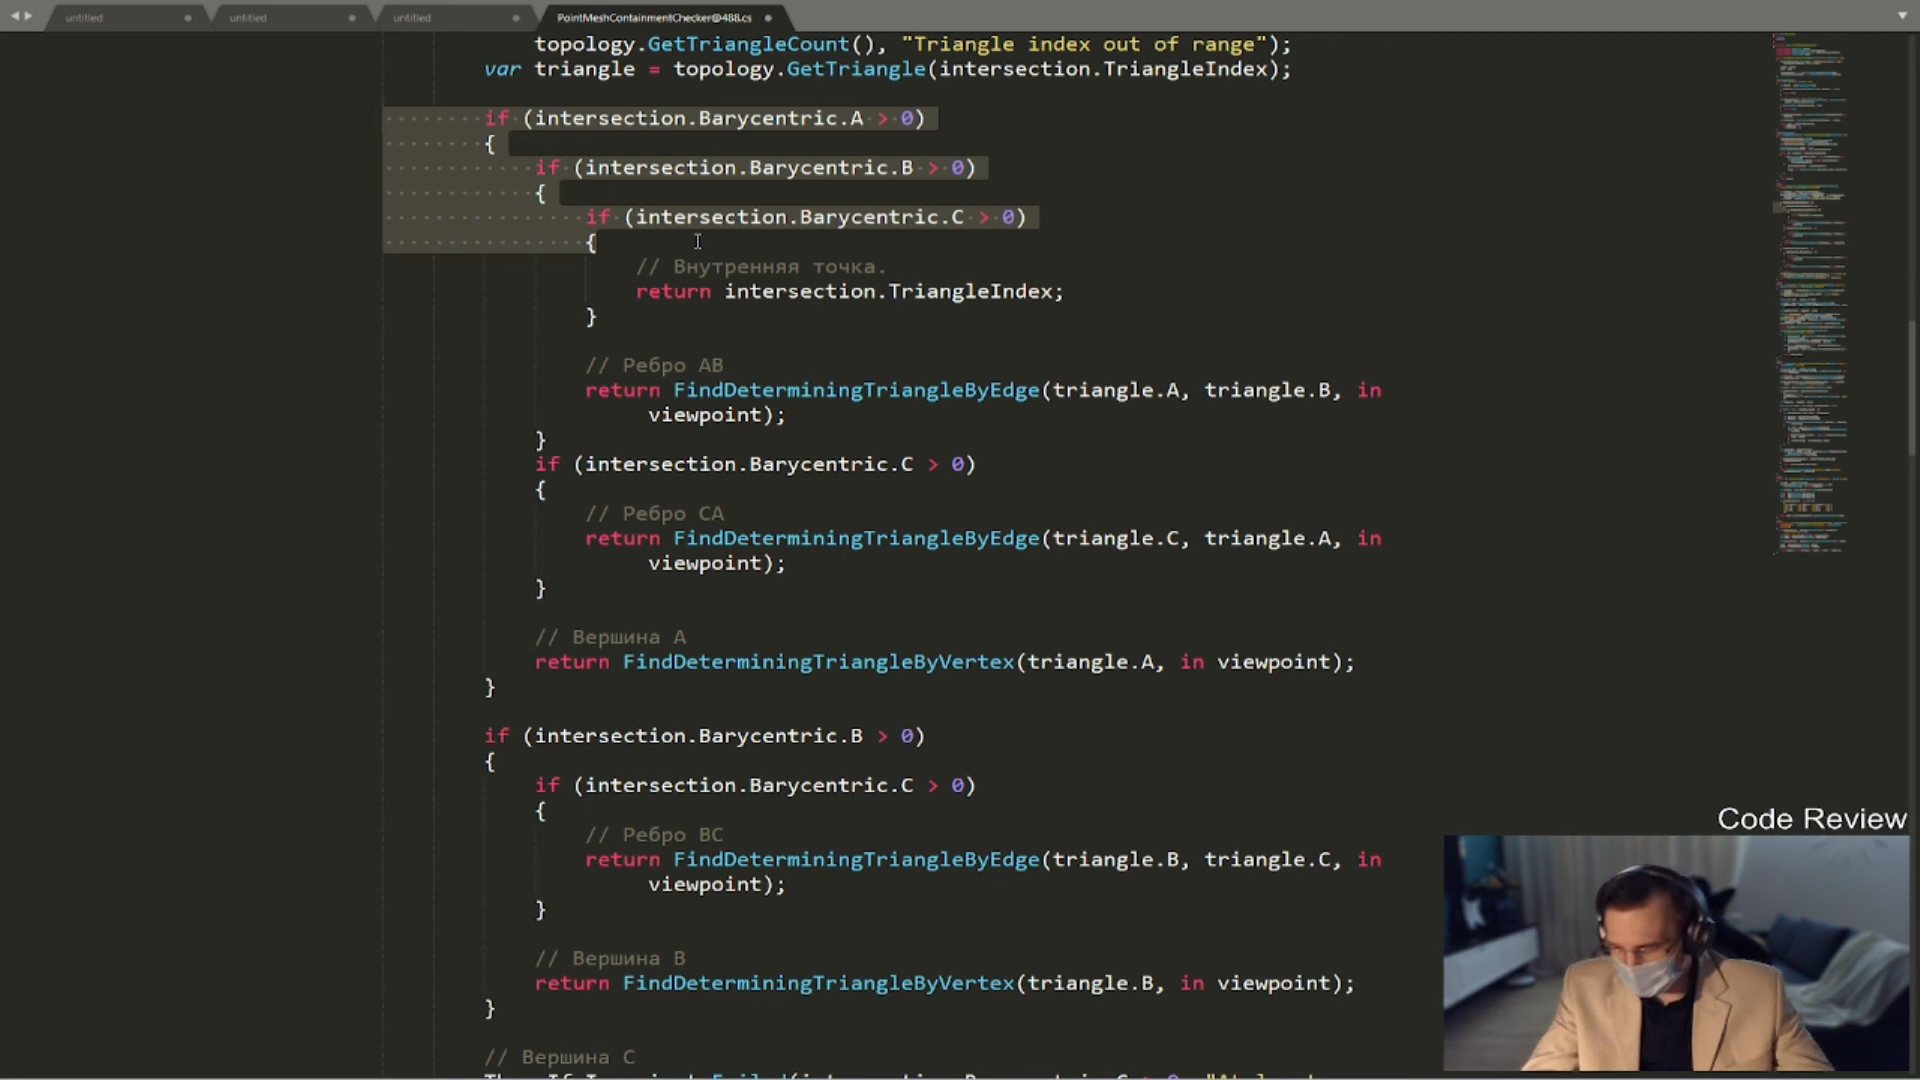 untitled
untitled
untitled
PointMeshContainmentChecker@488.cs
topology.GetTriangleCount(), "Triangle index out of range");
var triangle = topology.GetTriangle(intersection.TriangleIndex);
if (intersection.Barycentric.A > 0)
{
if (intersection.Barycentric.B > 0)
{
if (intersection.Barycentric.C > 0)
{
// Внутренняя точка.
return intersection.TriangleIndex;
}
// Ребро AB
return FindDeterminingTriangleByEdge(triangle.A, triangle.B, in
viewpoint);
}
if (intersection.Barycentric.C > 0)
{
// Ребро CA
return FindDeterminingTriangleByEdge(triangle.C, triangle.A, in
viewpoint);
}
// Вершина A
return FindDeterminingTriangleByVertex(triangle.A, in viewpoint);
}
if (intersection.Barycentric.B > 0)
{
if (intersection.Barycentric.C > 0)
{
// Ребро BC
return FindDeterminingTriangleByEdge(triangle.B, triangle.C, in
viewpoint);
}
// Вершина B
return FindDeterminingTriangleByVertex(triangle.B, in viewpoint);
}
// Вершина C
Code Review